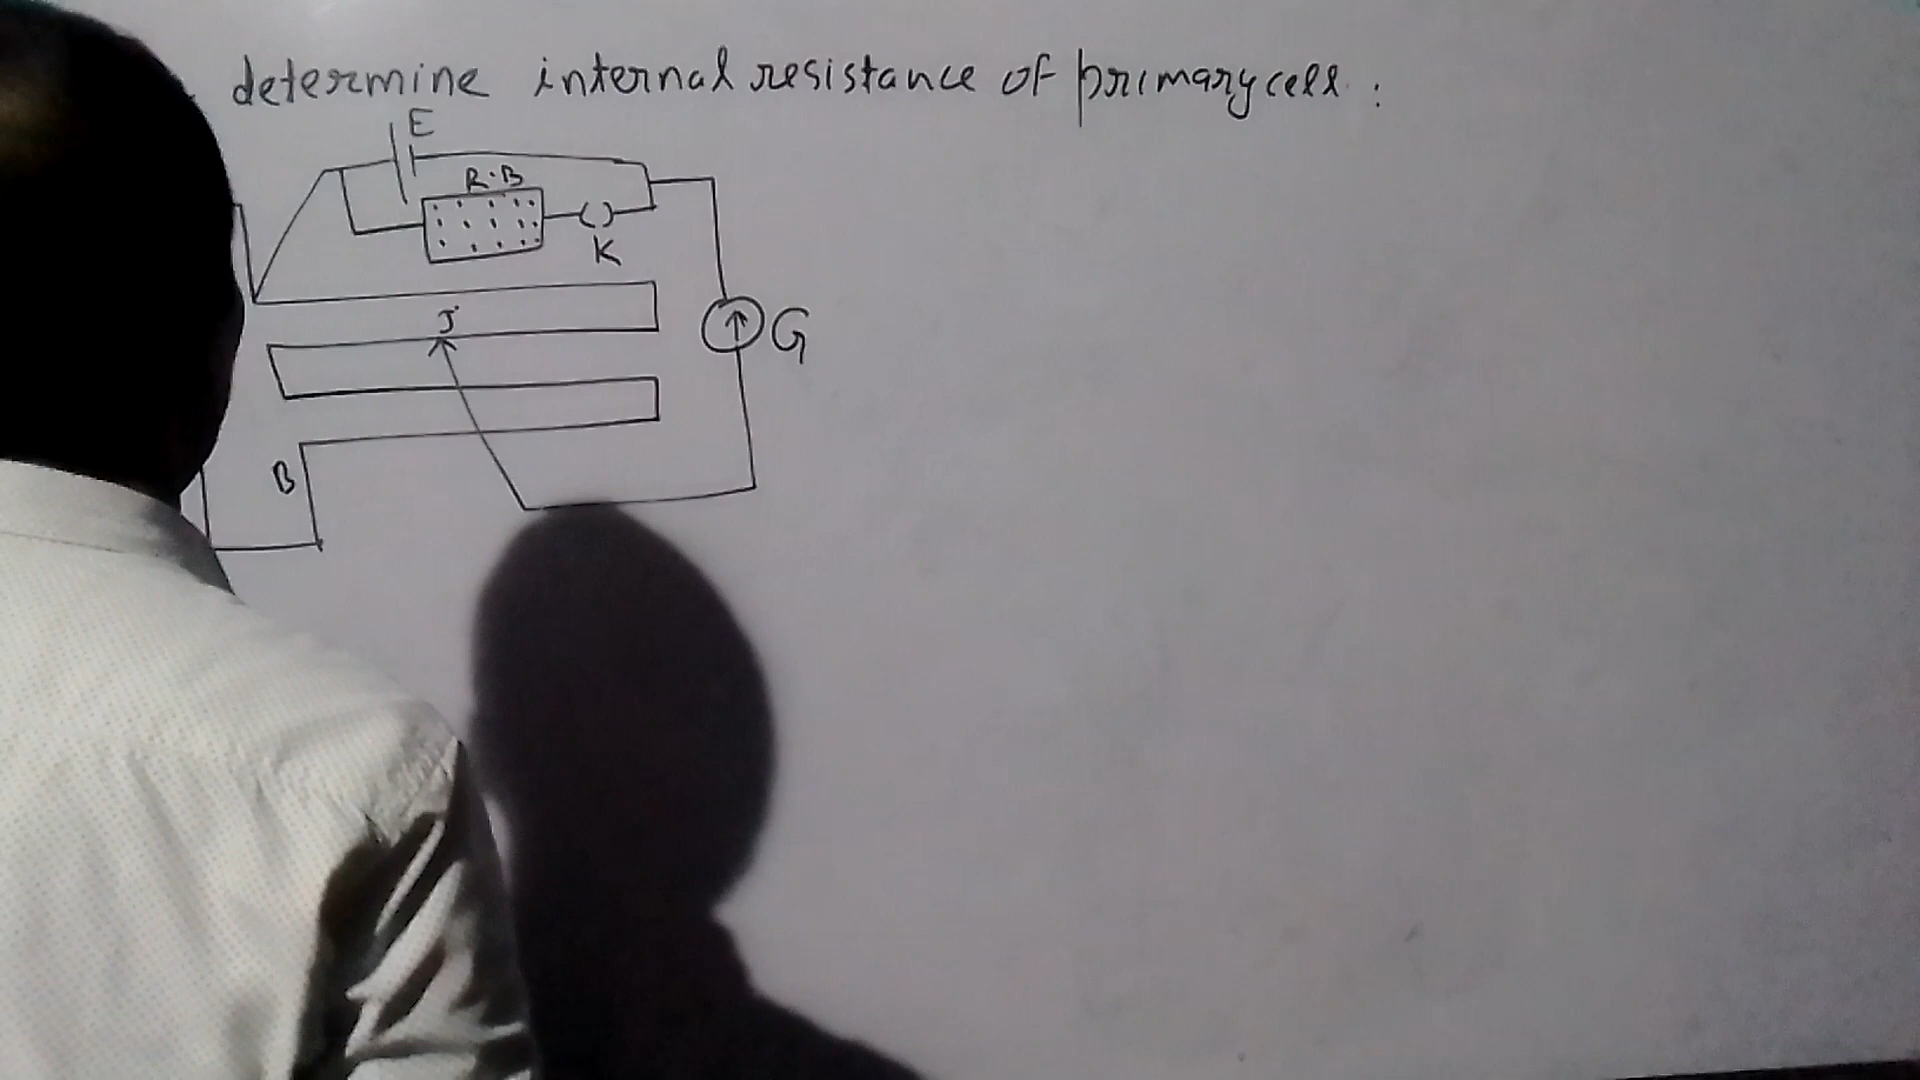 determine internal resistance of primary cell :
E
R.B
K
J
G
B